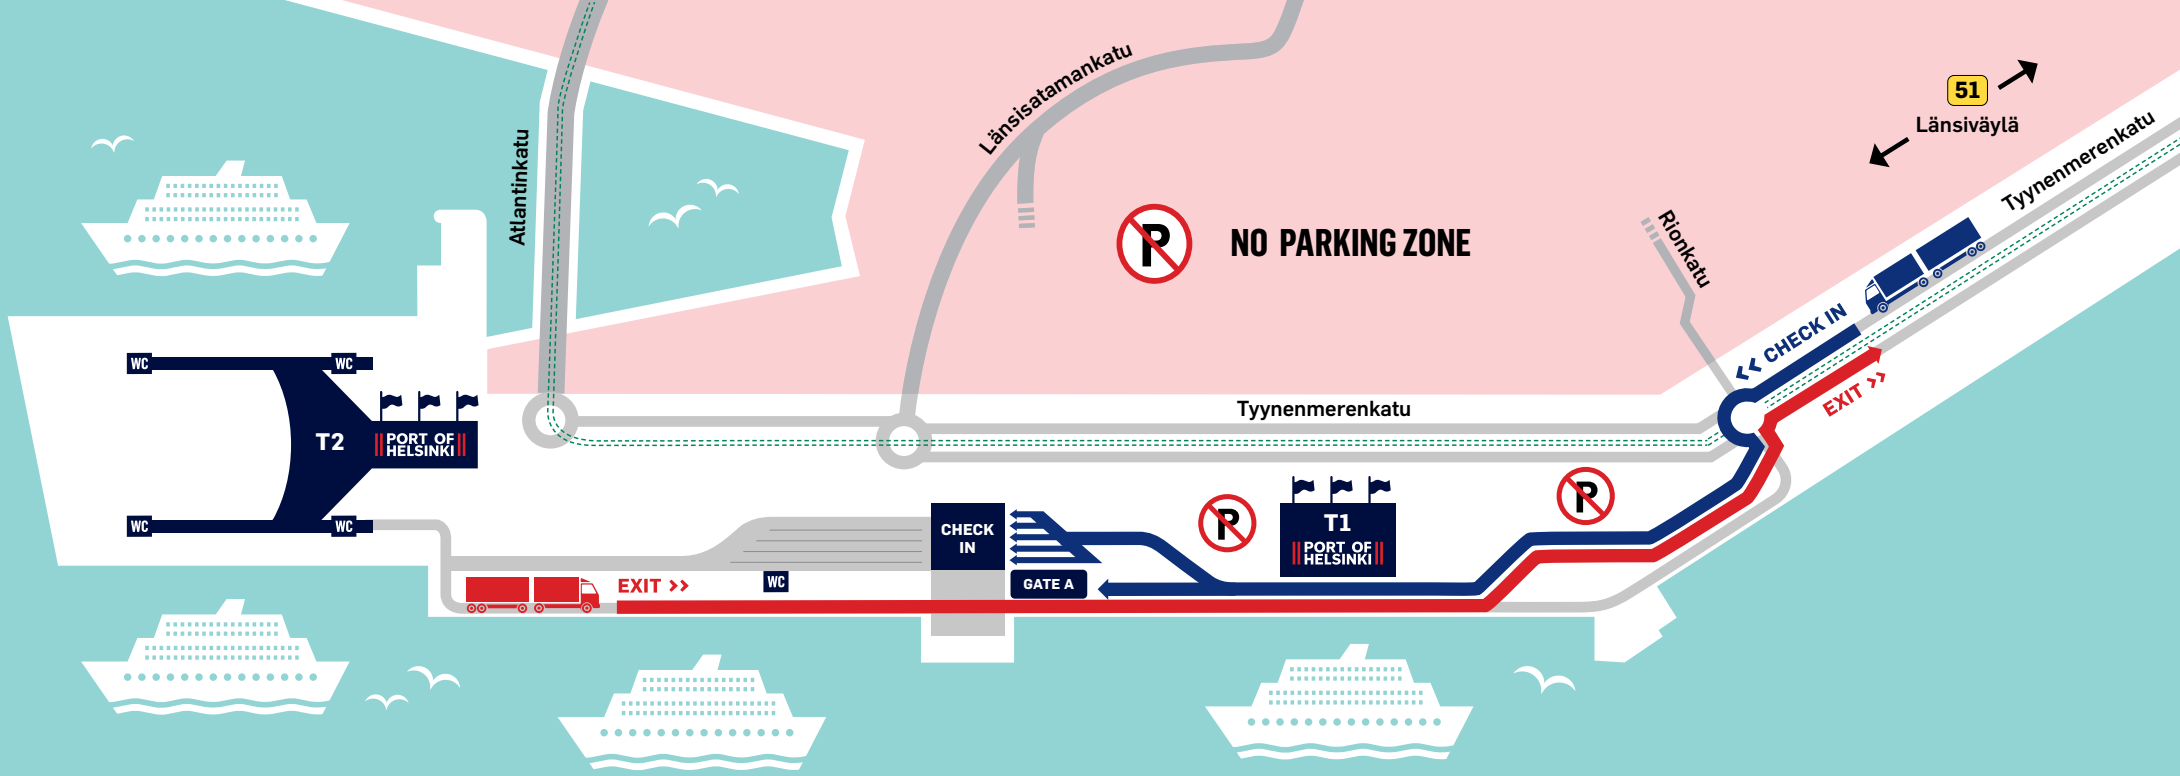 51
Länsiväylä
Tyynenmerenkatu
Länsisatamankatu
Atlantinkatu
P
NO PARKING ZONE
Rionkatu
<< CHECK IN
EXIT >>
WC
WC
T2
PORT OF
HELSINKI
WC
WC
Tyynenmerenkatu
P
P
T1
PORT OF
HELSINKI
CHECK
IN
GATE A
WC
EXIT >>